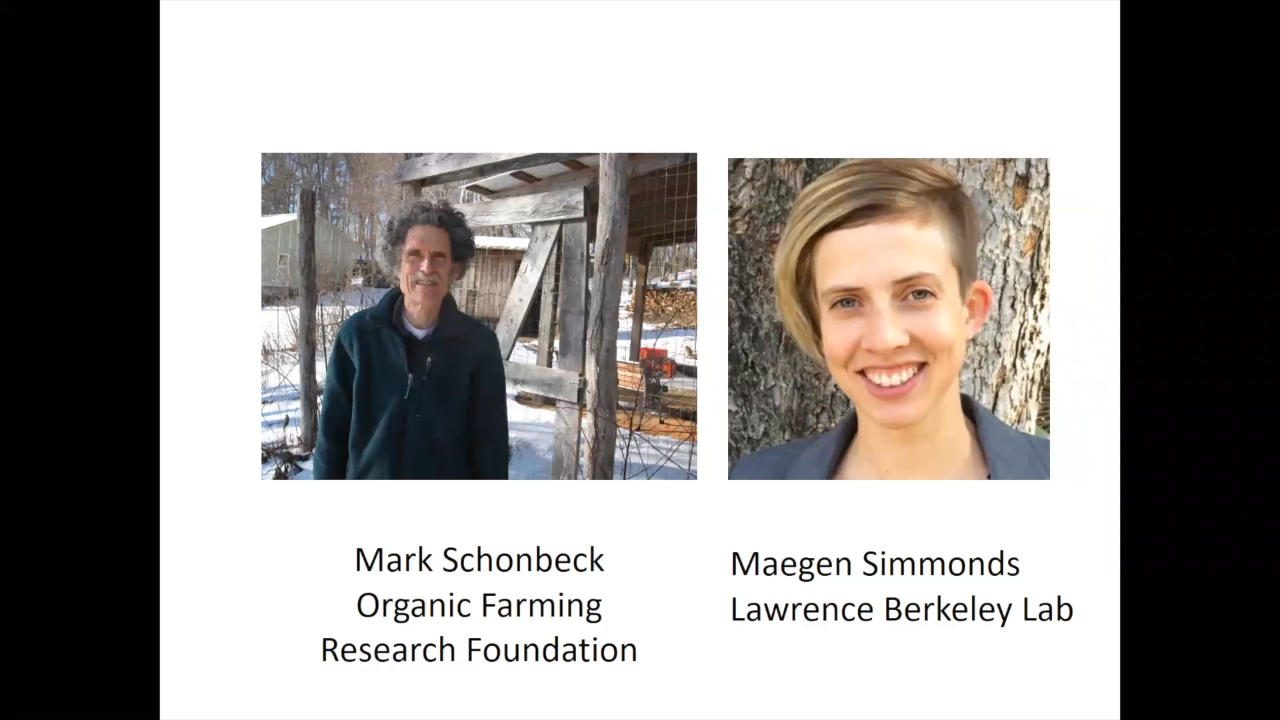 Mark Schonbeck
Organic Farming
Research Foundation
Maegen Simmonds
Lawrence Berkeley Lab